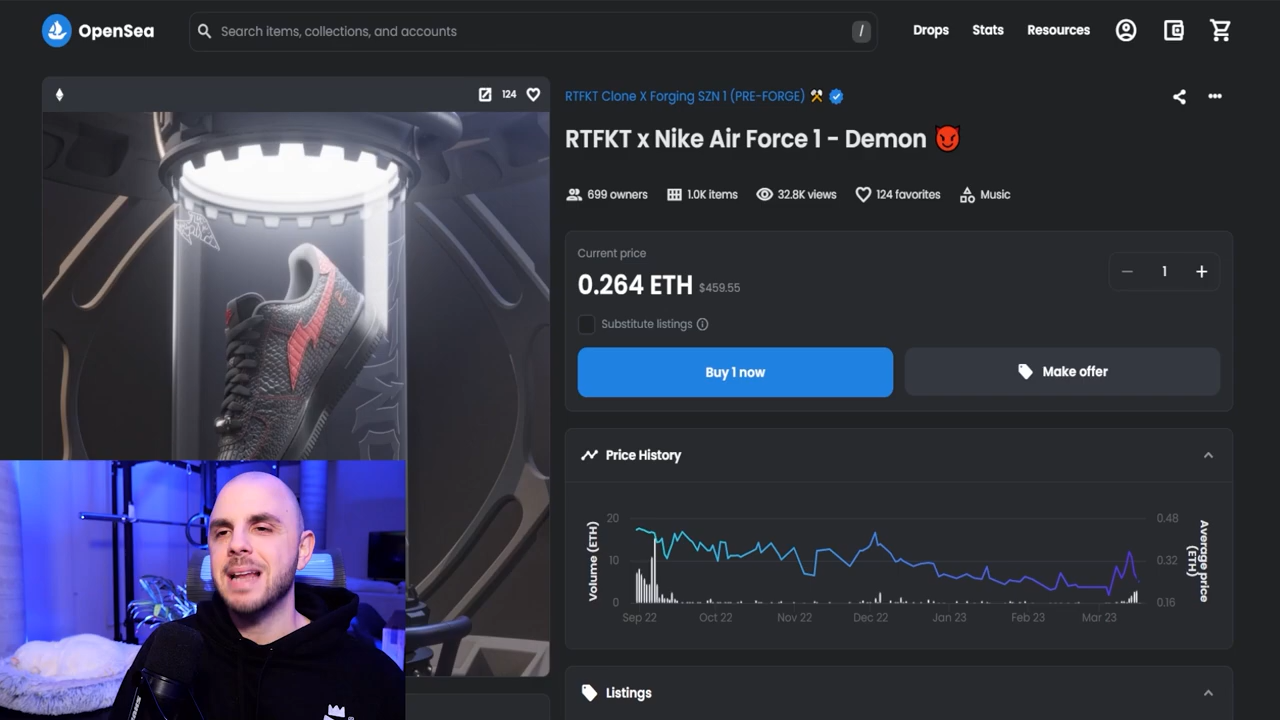 OpenSea
Search items, collections, and accounts
/
Drops
Stats
Resources
124
RTFKT Clone X Forging SZN 1 (PRE-FORGE) ⚒️
RTFKT x Nike Air Force 1 - Demon 😈
699 owners
1.0K items
32.8K views
124 favorites
Music
Current price
0.264 ETH $459.55
− 1 +
Substitute listings
Buy 1 now
Make offer
Price History
Volume (ETH)
20
10
0
0.48
0.32
0.16
Average price (ETH)
Sep 22 Oct 22 Nov 22 Dec 22 Jan 23 Feb 23 Mar 23
Listings